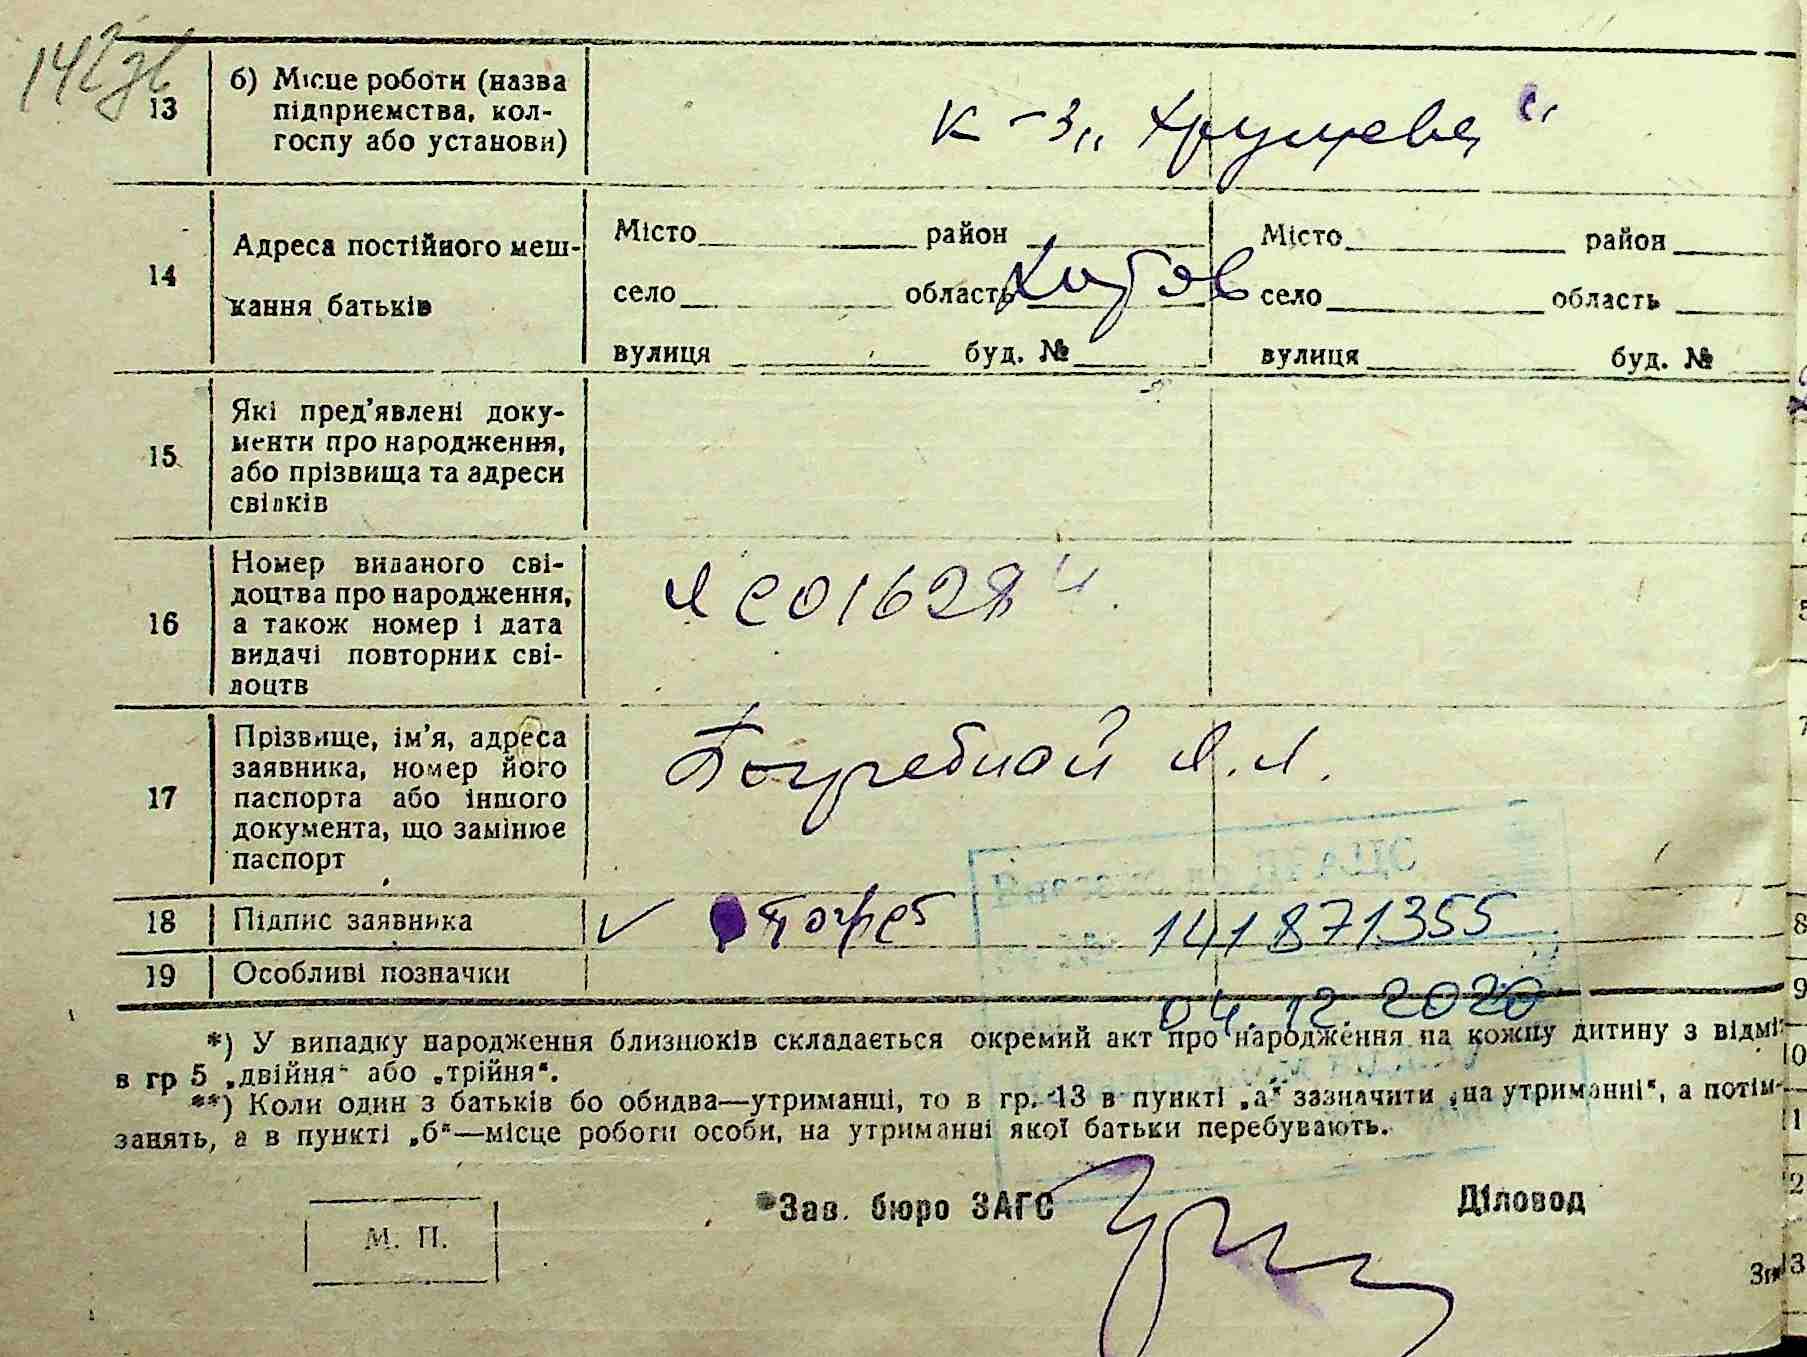 13 б) Місце роботи (назва
підприємства, кол-
госпу або установи)
к-з „Хрущева“
14 Адреса постійного меш-
кання батьків
Місто район
село область
вулиця буд. №
Місто район
село область
вулиця буд. №
15 Які пред’явлені доку-
менти про народження,
або прізвища та адреси
свідків
16 Номер виданого сві-
доцтва про народження,
а також номер і дата
видачі повторних сві-
доцтв
17 Прізвище, ім’я, адреса
заявника, номер його
паспорта або іншого
документа, що замінює
паспорт
Погребной Я. Л.
18 Підпис заявника
✓ Погреб 141871355
19 Особливі позначки
04.12.2020
*) У випадку народження близнюків складається окремий акт про народження на кожну дитину з відмі-
в гр 5 „двійня“ або „трійня“.
**) Коли один з батьків бо обидва—утриманці, то в гр. 13 в пункті „а“ зазначити „на утриманні“, а потім
занять, а в пункті „б“—місце роботи особи, на утриманні якої батьки перебувають.
М. П.
Зав. бюро ЗАГС Діловод